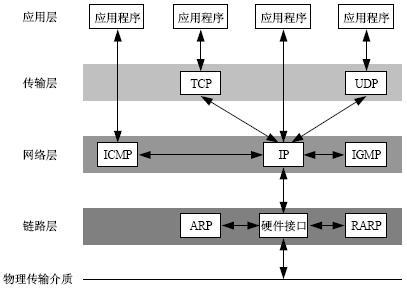 应用层
应用程序 应用程序 应用程序 应用程序
传输层
TCP UDP
网络层
ICMP IP IGMP
链路层
ARP 硬件接口 RARP
物理传输介质